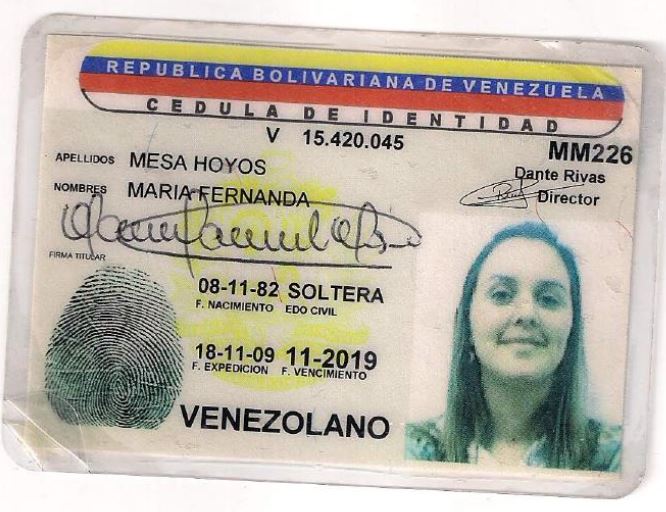 REPUBLICA BOLIVARIANA DE VENEZUELA
CEDULA DE IDENTIDAD
V 15.420.045
MM226
APELLIDOS MESA HOYOS
Dante Rivas
NOMBRES MARIA FERNANDA
Director
FIRMA TITULAR
08-11-82 SOLTERA
F. NACIMIENTO EDO CIVIL
18-11-09 11-2019
F. EXPEDICION F. VENCIMIENTO
VENEZOLANO